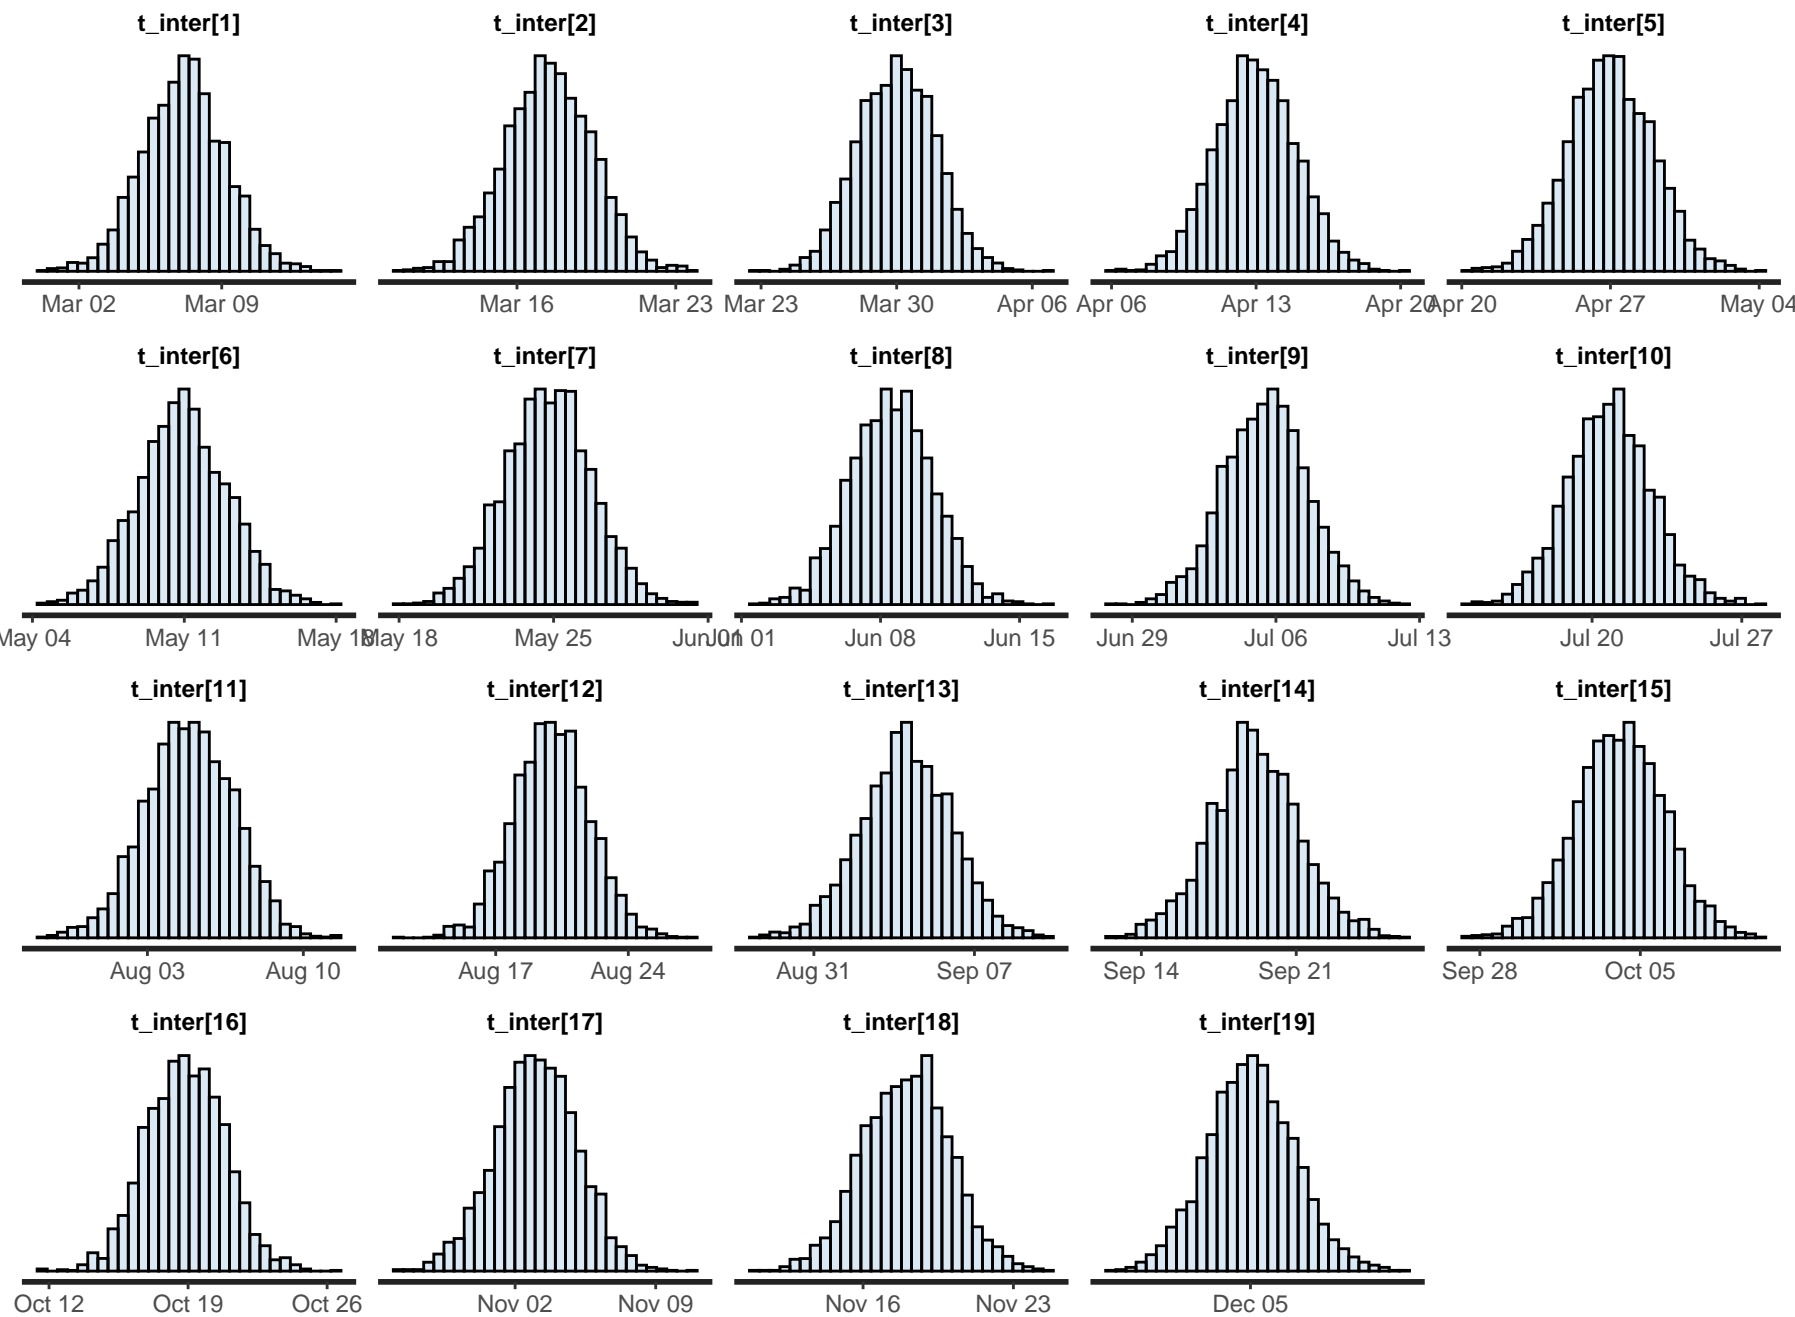 t_inter[1] t_inter[2] t_inter[3] t_inter[4] t_inter[5]
Mar 02 Mar 09 Mar 16 Mar 23 Mar 23 Mar 30 Apr 06 Apr 06 Apr 13 Apr 20 Apr 20 Apr 27 May 04
t_inter[6] t_inter[7] t_inter[8] t_inter[9] t_inter[10]
May 04 May 11 May 18 May 18 May 25 Jun 01 Jun 01 Jun 08 Jun 15 Jun 29 Jul 06 Jul 13 Jul 20 Jul 27
t_inter[11] t_inter[12] t_inter[13] t_inter[14] t_inter[15]
Aug 03 Aug 10 Aug 17 Aug 24 Aug 31 Sep 07 Sep 14 Sep 21 Sep 28 Oct 05
t_inter[16] t_inter[17] t_inter[18] t_inter[19]
Oct 12 Oct 19 Oct 26 Nov 02 Nov 09 Nov 16 Nov 23 Dec 05